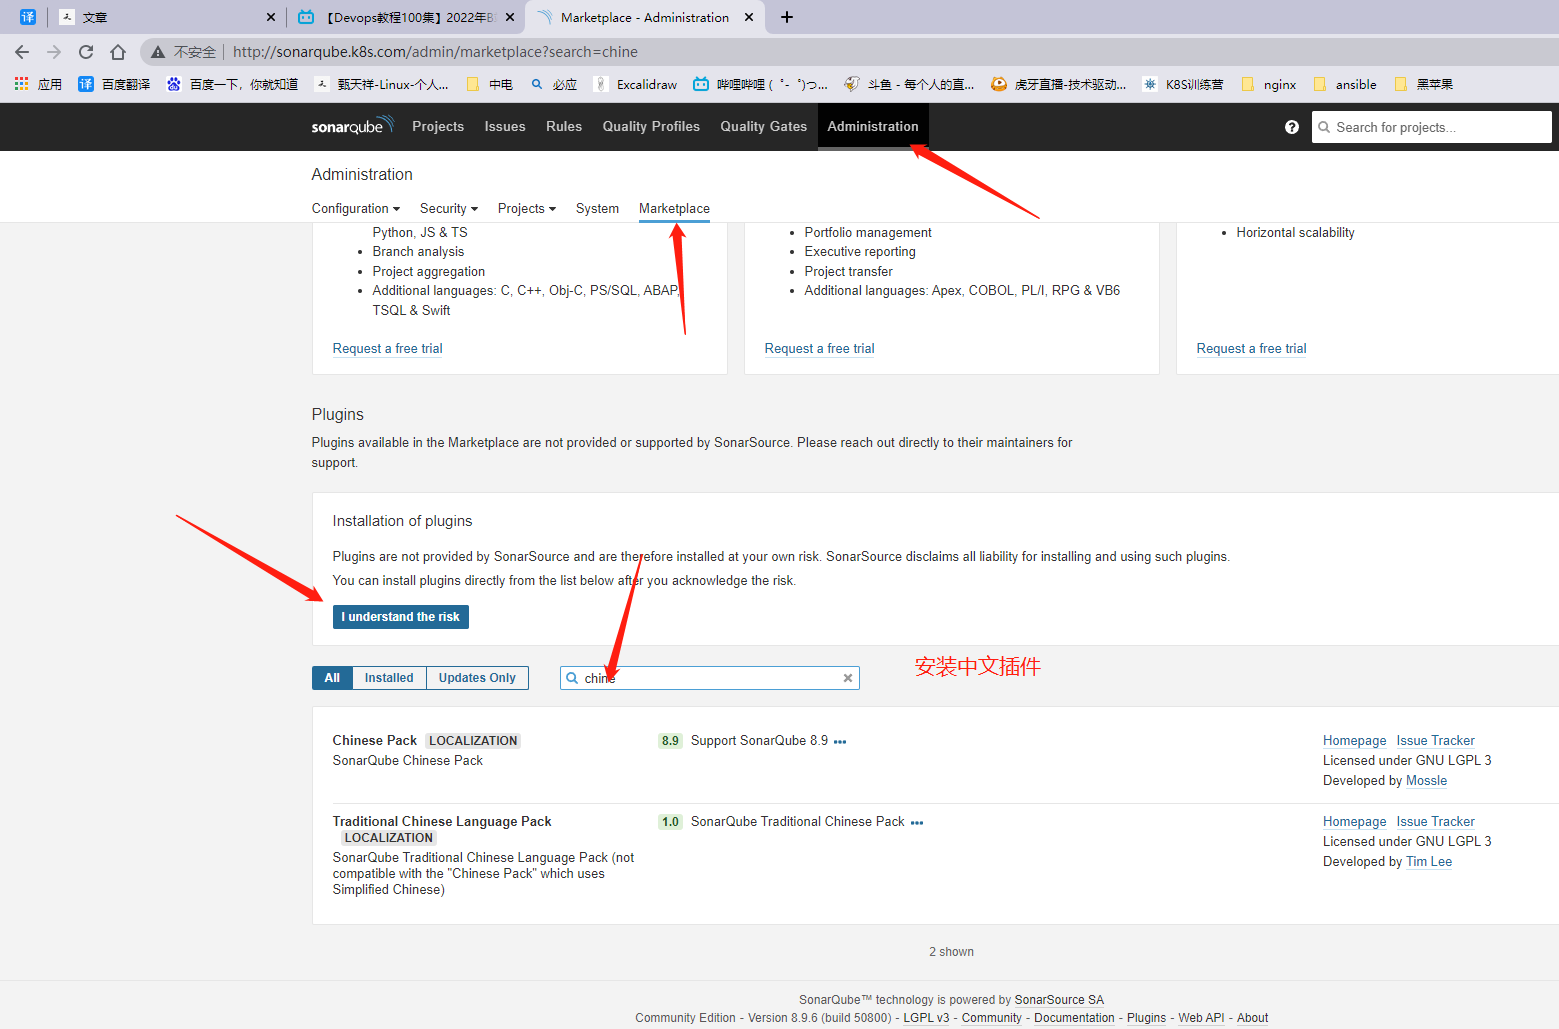 译 文章 【Devops教程100集】2022年B Marketplace - Administration
不安全 http://sonarqube.k8s.com/admin/marketplace?search=chine
应用 译 百度翻译 百度一下，你就知道 甄天祥-Linux-个人... 中电 必应 Excalidraw 哔哩哔哩 ( ゜- ゜)つ... 斗鱼 - 每个人的直... 虎牙直播-技术驱动... K8S训练营 nginx ansible 黑苹果
sonarqube Projects Issues Rules Quality Profiles Quality Gates Administration ? Search for projects...
Administration
Configuration Security Projects System Marketplace
Python, JS & TS
• Branch analysis
• Project aggregation
• Additional languages: C, C++, Obj-C, PS/SQL, ABAP,
TSQL & Swift
Request a free trial
• Portfolio management
• Executive reporting
• Project transfer
• Additional languages: Apex, COBOL, PL/I, RPG & VB6
Request a free trial
• Horizontal scalability
Request a free trial
Plugins
Plugins available in the Marketplace are not provided or supported by SonarSource. Please reach out directly to their maintainers for
support.
Installation of plugins
Plugins are not provided by SonarSource and are therefore installed at your own risk. SonarSource disclaims all liability for installing and using such plugins.
You can install plugins directly from the list below after you acknowledge the risk.
I understand the risk
All Installed Updates Only chine 安装中文插件
Chinese Pack LOCALIZATION
SonarQube Chinese Pack
8.9 Support SonarQube 8.9 •••
Homepage Issue Tracker
Licensed under GNU LGPL 3
Developed by Mossle
Traditional Chinese Language Pack
LOCALIZATION
SonarQube Traditional Chinese Language Pack (not
compatible with the "Chinese Pack" which uses
Simplified Chinese)
1.0 SonarQube Traditional Chinese Pack •••
Homepage Issue Tracker
Licensed under GNU LGPL 3
Developed by Tim Lee
2 shown
SonarQube™ technology is powered by SonarSource SA
Community Edition - Version 8.9.6 (build 50800) - LGPL v3 - Community - Documentation - Plugins - Web API - About